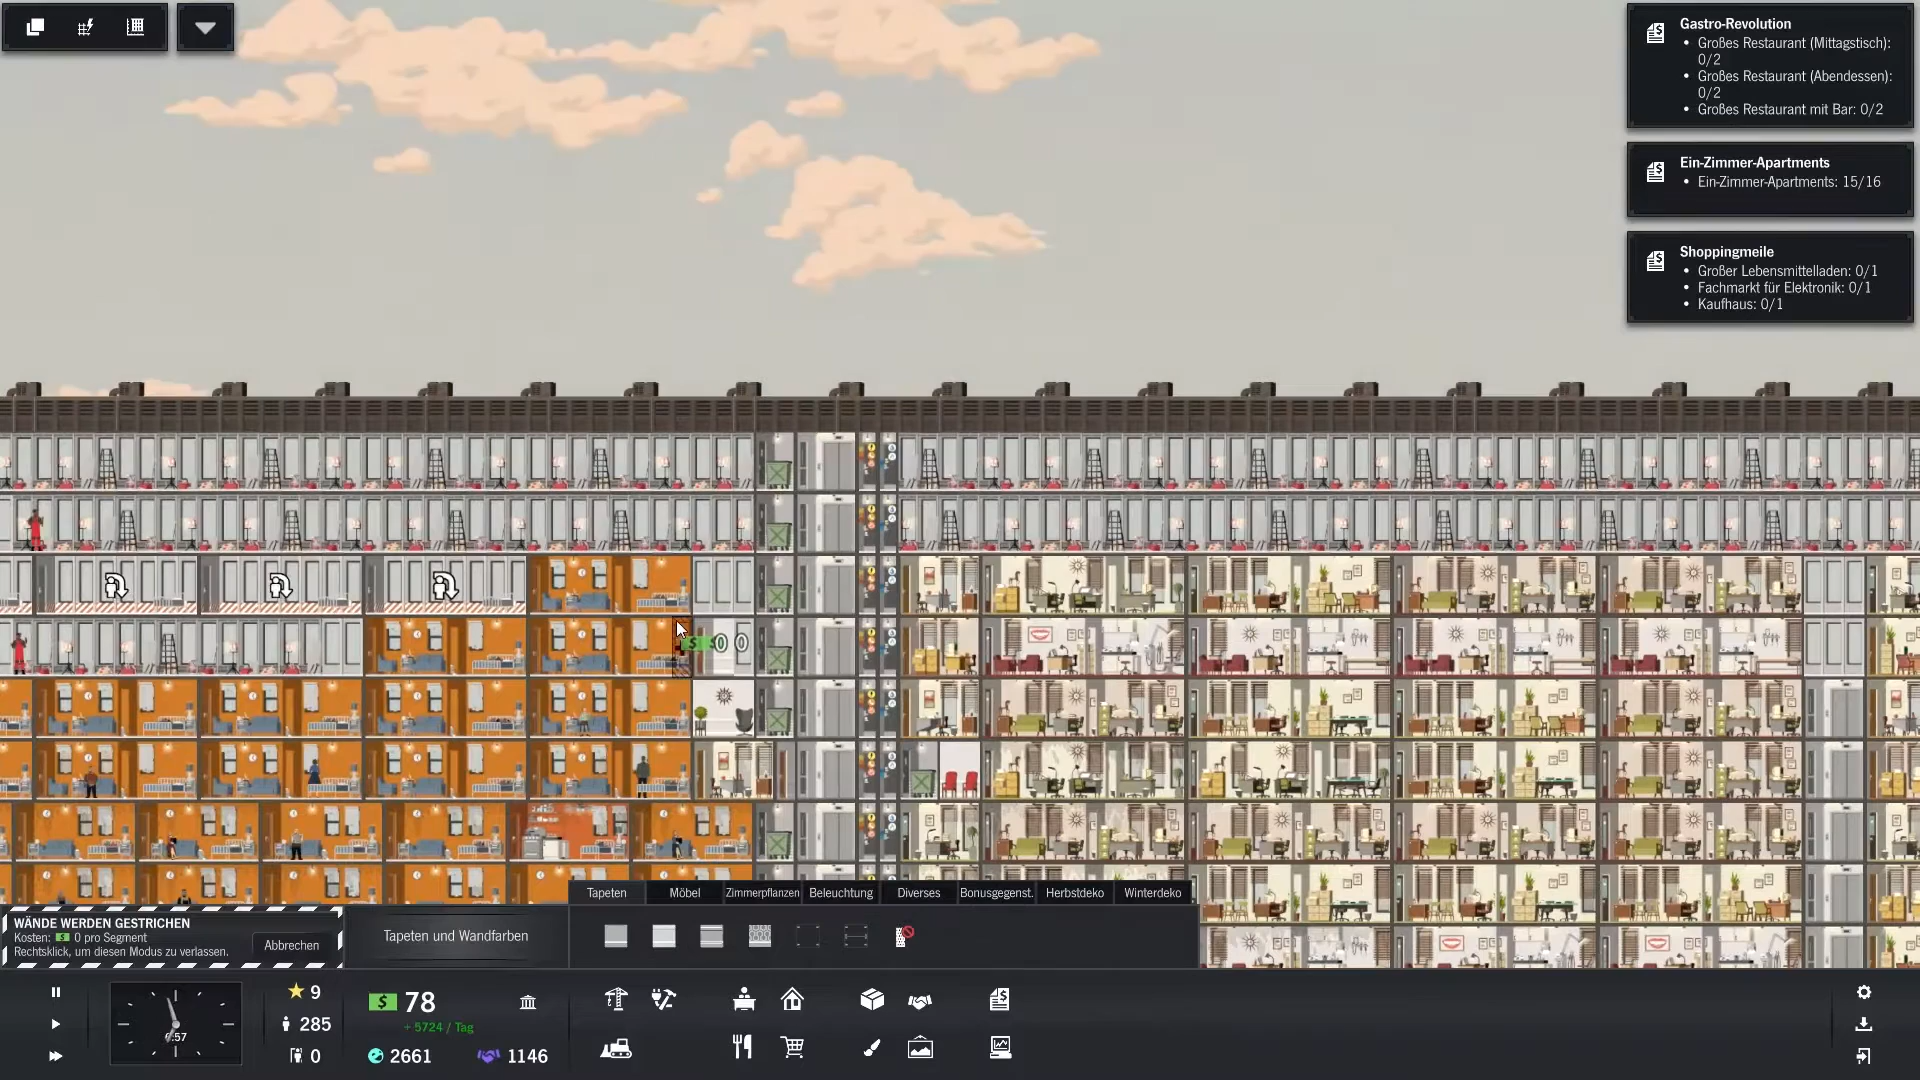 Gastro-Revolution
• Großes Restaurant (Mittagstisch):
0/2
• Großes Restaurant (Abendessen):
0/2
• Großes Restaurant mit Bar: 0/2
Ein-Zimmer-Apartments
• Ein-Zimmer-Apartments: 15/16
Shoppingmeile
• Großer Lebensmittelladen: 0/1
• Fachmarkt für Elektronik: 0/1
• Kaufhaus: 0/1
Tapeten Möbel Zimmerpflanzen Beleuchtung Diverses Bonusgegenst. Herbstdeko Winterdeko
WÄNDE WERDEN GESTRICHEN
Kosten: $ 0 pro Segment
Rechtsklick, um diesen Modus zu verlassen.
Abbrechen
Tapeten und Wandfarben
9
285
0
$ 78
+ 5724 / Tag
2661
1146